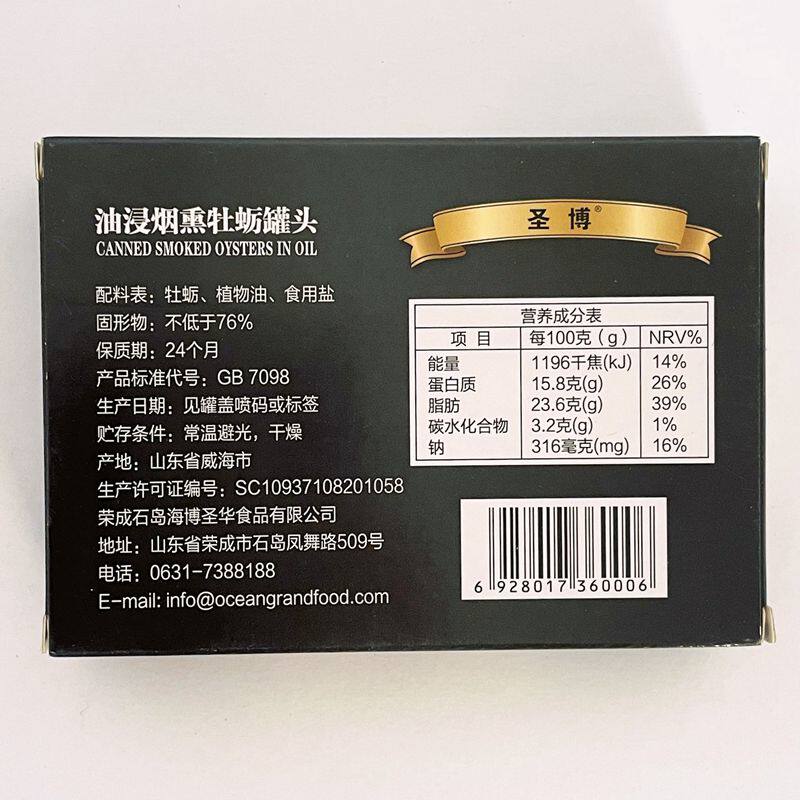 油浸烟熏牡蛎罐头
CANNED SMOKED OYSTERS IN OIL
配料表：牡蛎、植物油、食用盐
固形物：不低于76%
保质期：24个月
产品标准代号：GB 7098
生产日期：见罐盖喷码或标签
贮存条件：常温避光，干燥
产地：山东省威海市
生产许可证编号：SC10937108201058
荣成石岛海博圣华食品有限公司
地址：山东省荣成市石岛凤舞路509号
电话：0631-7388188
E-mail: info@oceangrandfood.com
圣博®
营养成分表
项目 每100克（g） NRV%
能量 1196千焦(kJ) 14%
蛋白质 15.8克(g) 26%
脂肪 23.6克(g) 39%
碳水化合物 3.2克(g) 1%
钠 316毫克(mg) 16%
6 928017 360006